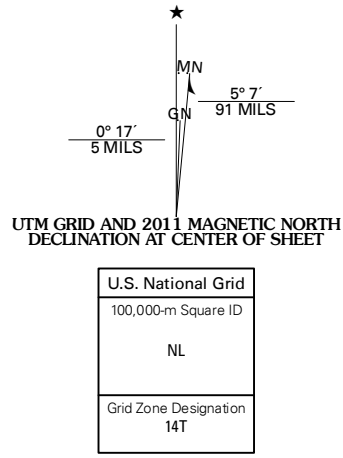 ★
MN
GN
5° 7´
91 MILS
0° 17´
5 MILS
UTM GRID AND 2011 MAGNETIC NORTH
DECLINATION AT CENTER OF SHEET
U.S. National Grid
100,000-m Square ID
NL
Grid Zone Designation
14T